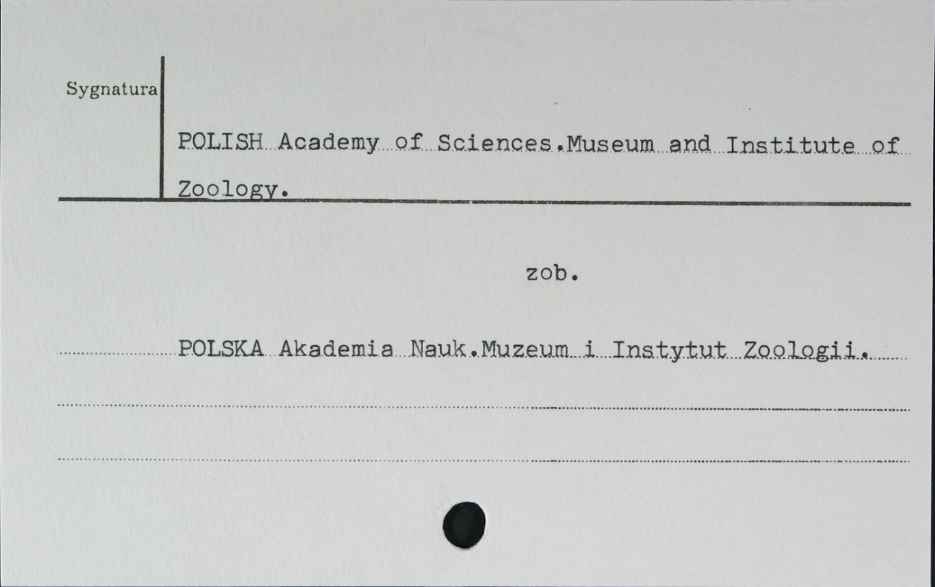 Sygnatura
POLISH Academy of Sciences.Museum and Institute of
Zoology.
zob.
POLSKA Akademia Nauk.Muzeum i Instytut Zoologii.